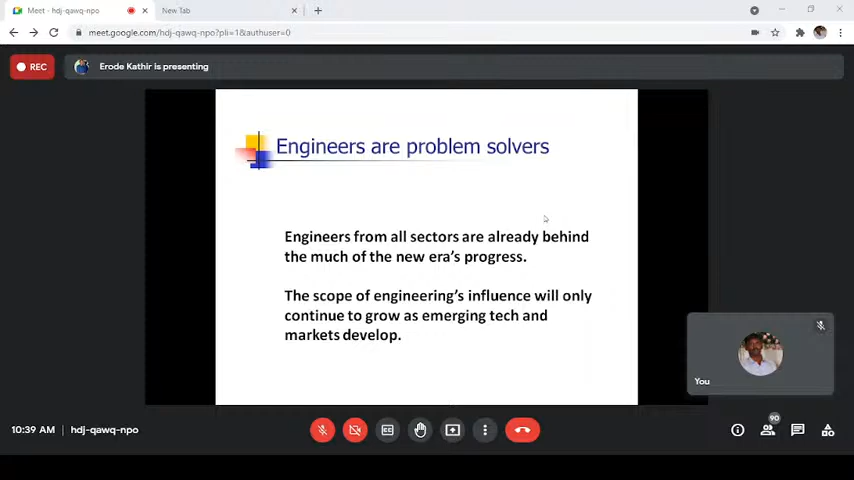 Meet - hdj-qawq-npo
New Tab
meet.google.com/hdj-qawq-npo?pli=1&authuser=0
REC
Erode Kathir is presenting
Engineers are problem solvers
Engineers from all sectors are already behind
the much of the new era's progress.
The scope of engineering's influence will only
continue to grow as emerging tech and
markets develop.
You
10:39 AM | hdj-qawq-npo
CC
90